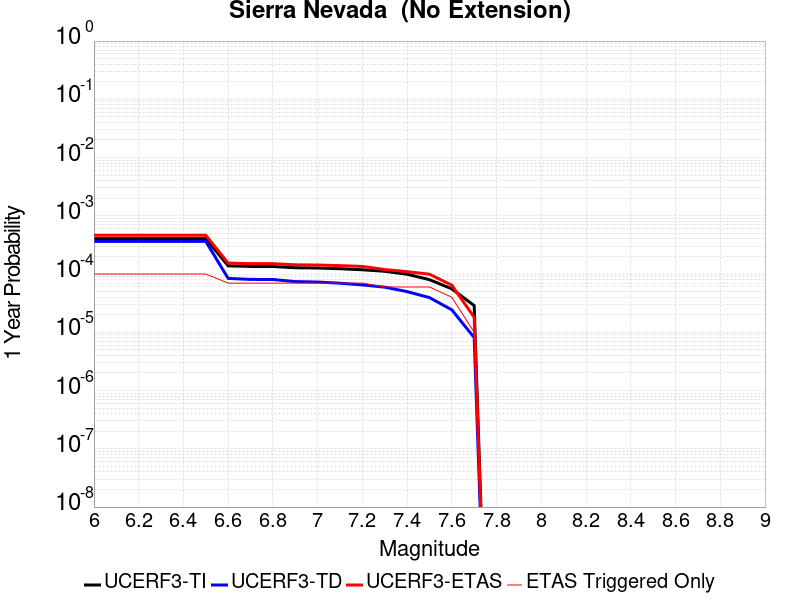 Sierra Nevada  (No Extension)
10^0
10^-1
10^-2
10^-3
10^-4
10^-5
10^-6
10^-7
10^-8
1 Year Probability
6 6.2 6.4 6.6 6.8 7 7.2 7.4 7.6 7.8 8 8.2 8.4 8.6 8.8 9
Magnitude
UCERF3-TI UCERF3-TD UCERF3-ETAS ETAS Triggered Only